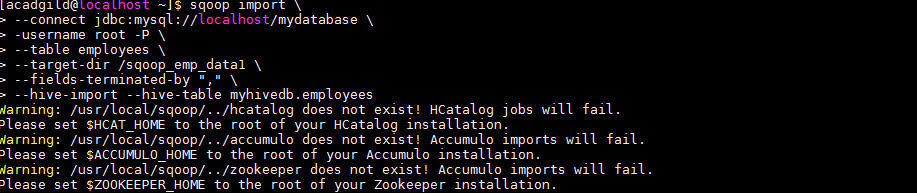 [acadgild@localhost ~]$ sqoop import \
> --connect jdbc:mysql://localhost/mydatabase \
> -username root -P \
> --table employees \
> --target-dir /sqoop_emp_data1 \
> --fields-terminated-by "," \
> --hive-import --hive-table myhivedb.employees
Warning: /usr/local/sqoop/../hcatalog does not exist! HCatalog jobs will fail.
Please set $HCAT_HOME to the root of your HCatalog installation.
Warning: /usr/local/sqoop/../accumulo does not exist! Accumulo imports will fail.
Please set $ACCUMULO_HOME to the root of your Accumulo installation.
Warning: /usr/local/sqoop/../zookeeper does not exist! Accumulo imports will fail.
Please set $ZOOKEEPER_HOME to the root of your Zookeeper installation.